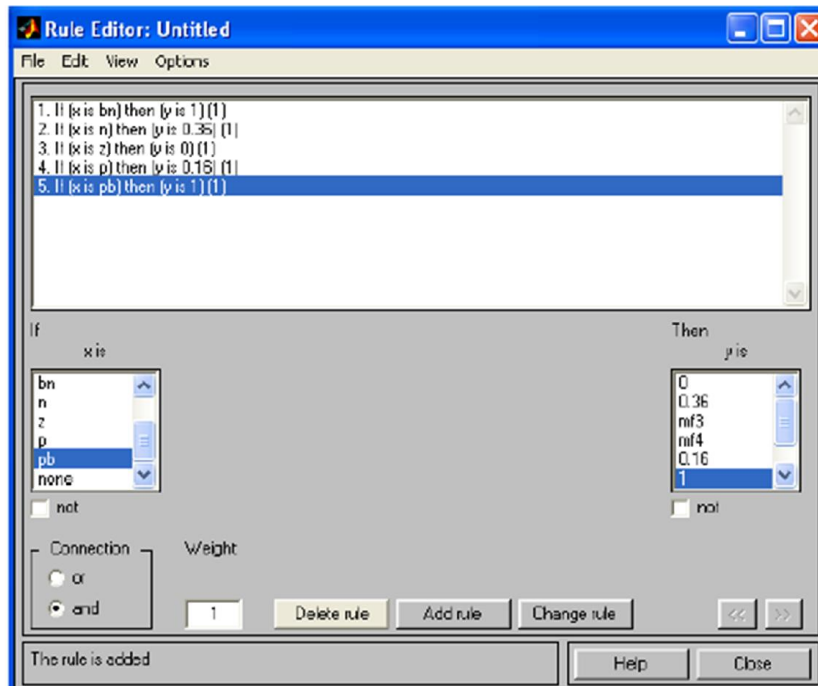 Rule Editor: Untitled
File Edit View Options
1. If (x is bn) then (y is 1) (1)
2. If (x is n) then (y is 0.36) (1)
3. If (x is z) then (y is 0) (1)
4. If (x is p) then (y is 0.16) (1)
5. If (x is pb) then (y is 1) (1)
If
x is
Then
y is
bn
n
z
p
pb
none
0
0.36
mf3
mf4
0.16
1
not
not
Connection
or
and
Weight
1
Delete rule
Add rule
Change rule
<<
>>
The rule is added
Help
Close